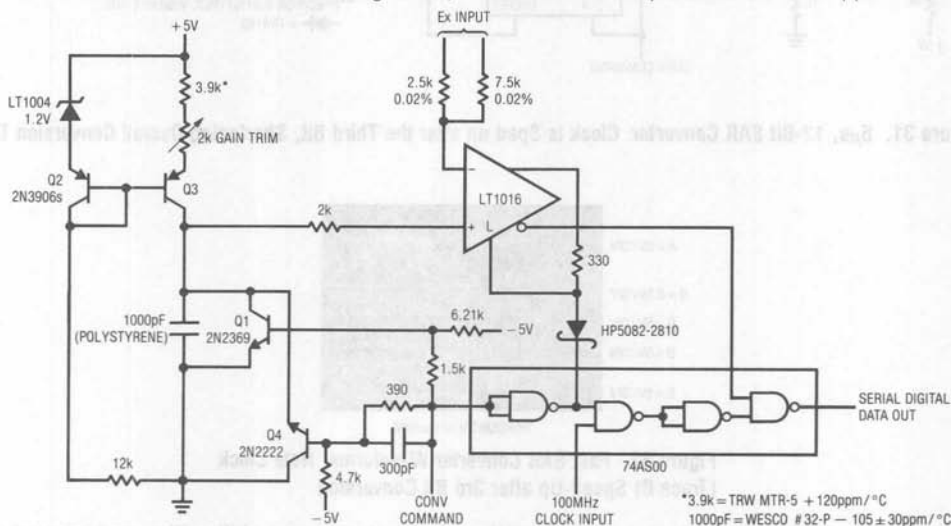 Ex INPUT
+5V
2.5k
0.02%
7.5k
0.02%
LT1004
1.2V
3.9k*
2k GAIN TRIM
Q2
2N3906s
Q3
LT1016
−
+
L
2k
330
1000pF
(POLYSTYRENE)
Q1
2N2369
6.21k
−5V
HP5082-2810
1.5k
390
SERIAL DIGITAL
DATA OUT
Q4
2N2222
300pF
74AS00
12k
4.7k
−5V
CONV
COMMAND
100MHz
CLOCK INPUT
*3.9k = TRW MTR-5 +120ppm/°C
1000pF = WESCO #32-P — 105 ± 30ppm/°C